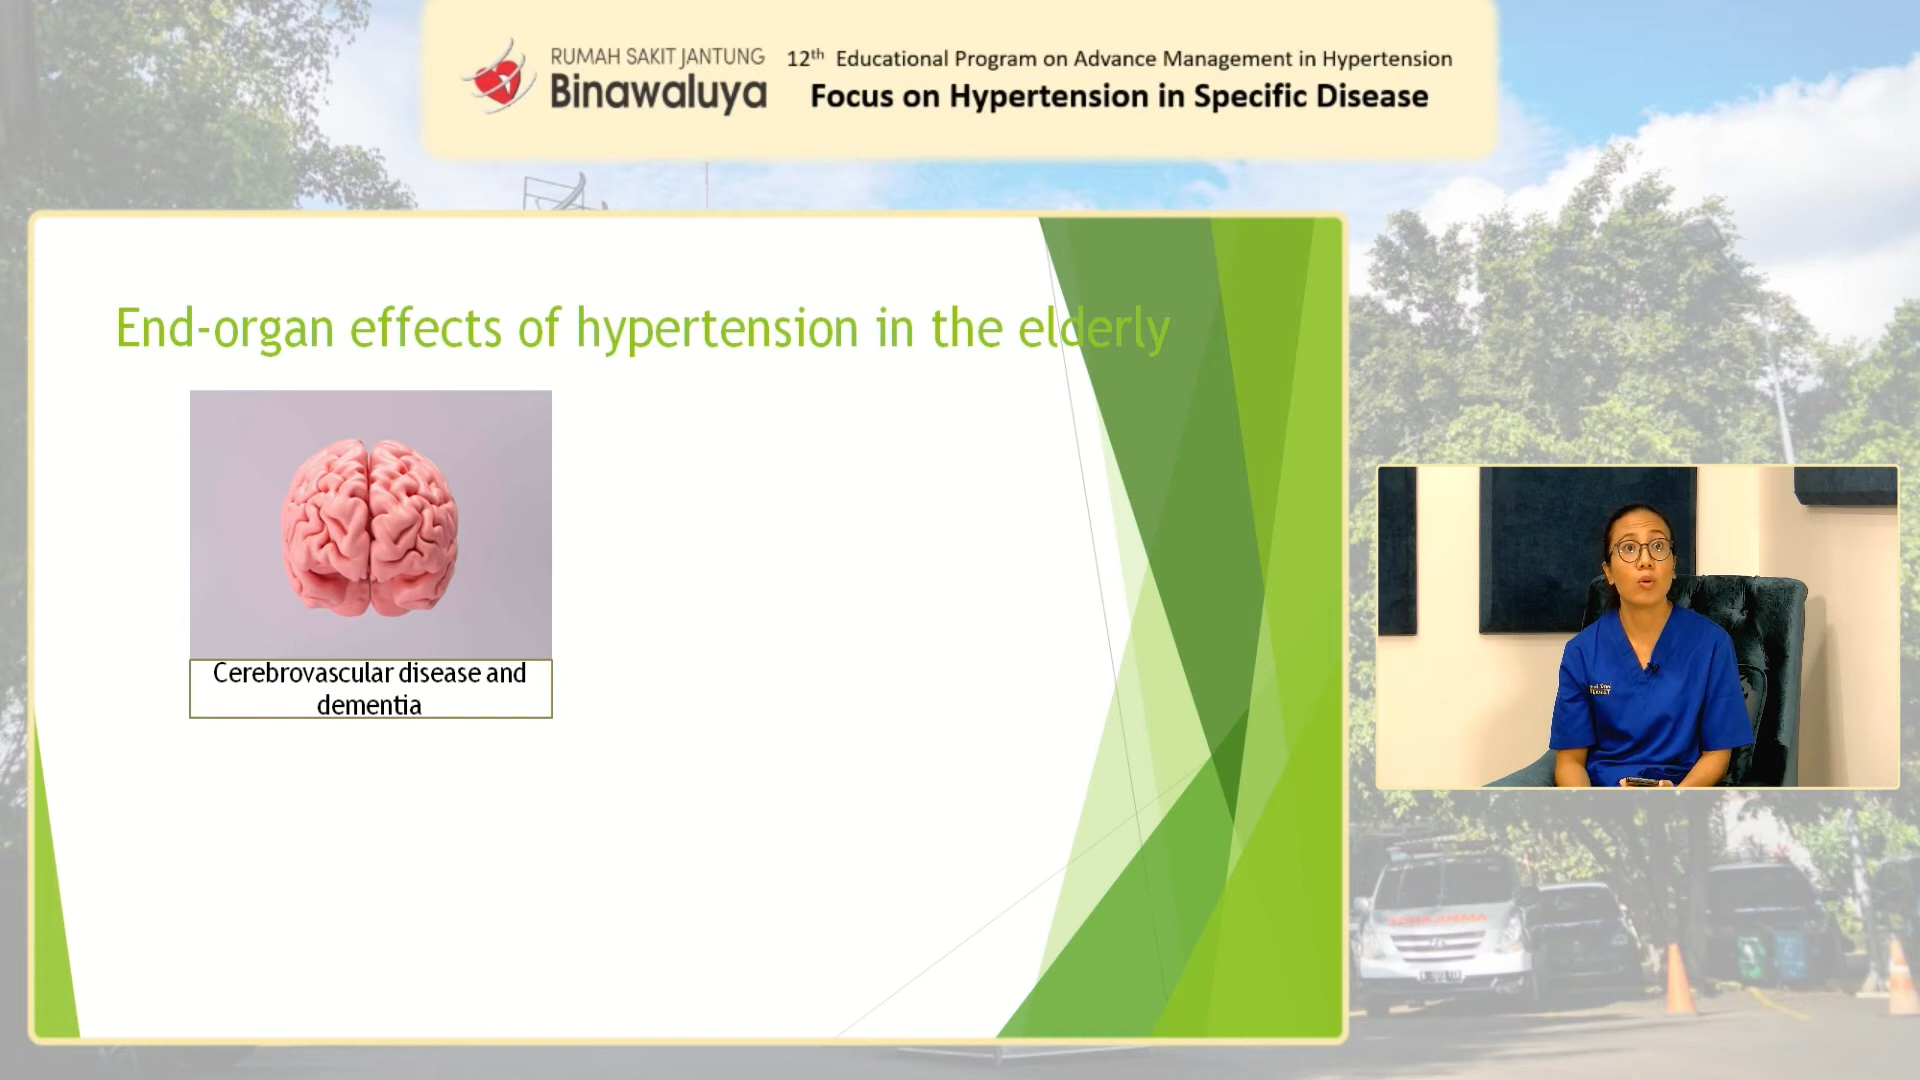 RUMAH SAKIT JANTUNG
Binawaluya
12th Educational Program on Advance Management in Hypertension
Focus on Hypertension in Specific Disease
End-organ effects of hypertension in the elderly
Cerebrovascular disease and
dementia